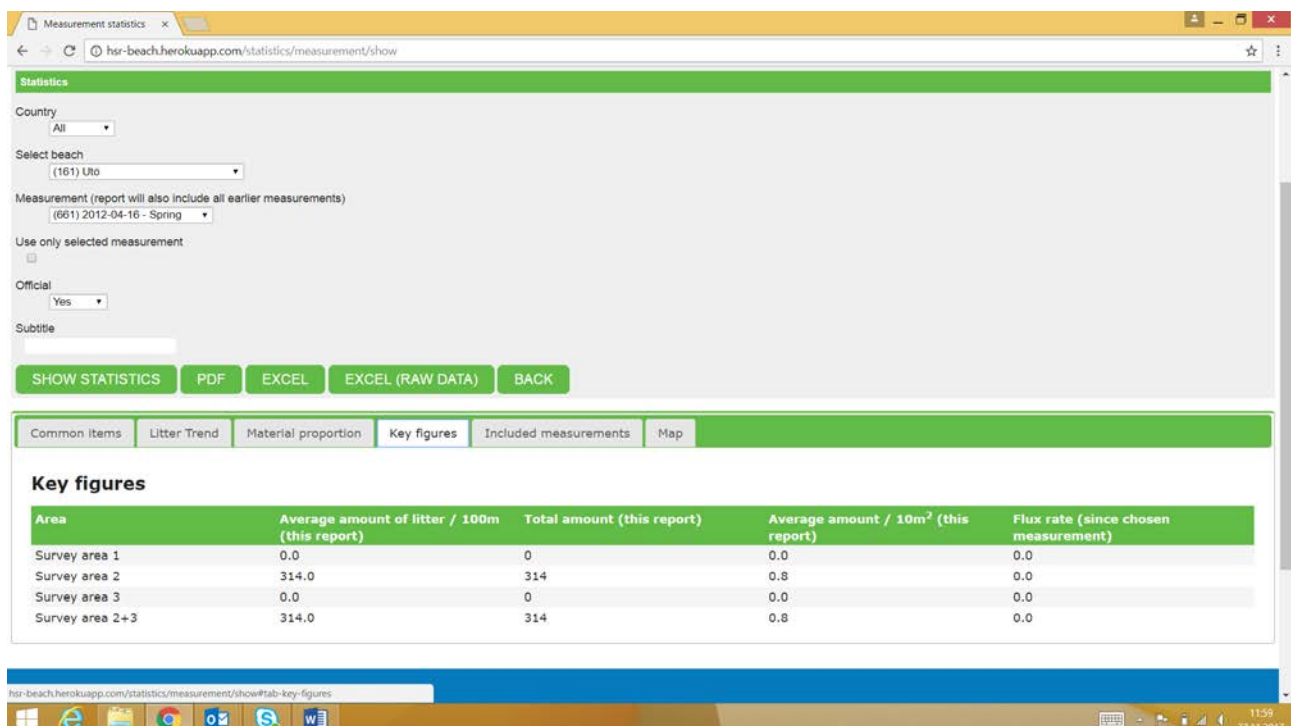 Measurement statistics
hsr-beach.herokuapp.com/statistics/measurement/show
Statistics
Country
All
Select beach
(161) Utö
Measurement (report will also include all earlier measurements)
(661) 2012-04-16 - Spring
Use only selected measurement
Official
Yes
Subtitle
SHOW STATISTICS PDF EXCEL EXCEL (RAW DATA) BACK
Common items Litter Trend Material proportion Key figures Included measurements Map
Key figures
Area Average amount of litter / 100m Total amount (this report) Average amount / 10m² (this Flux rate (since chosen
(this report) report) measurement)
Survey area 1 0.0 0 0.0 0.0
Survey area 2 314.0 314 0.8 0.0
Survey area 3 0.0 0 0.0 0.0
Survey area 2+3 314.0 314 0.8 0.0
hsr-beach.herokuapp.com/statistics/measurement/show#tab-key-figures
11:59